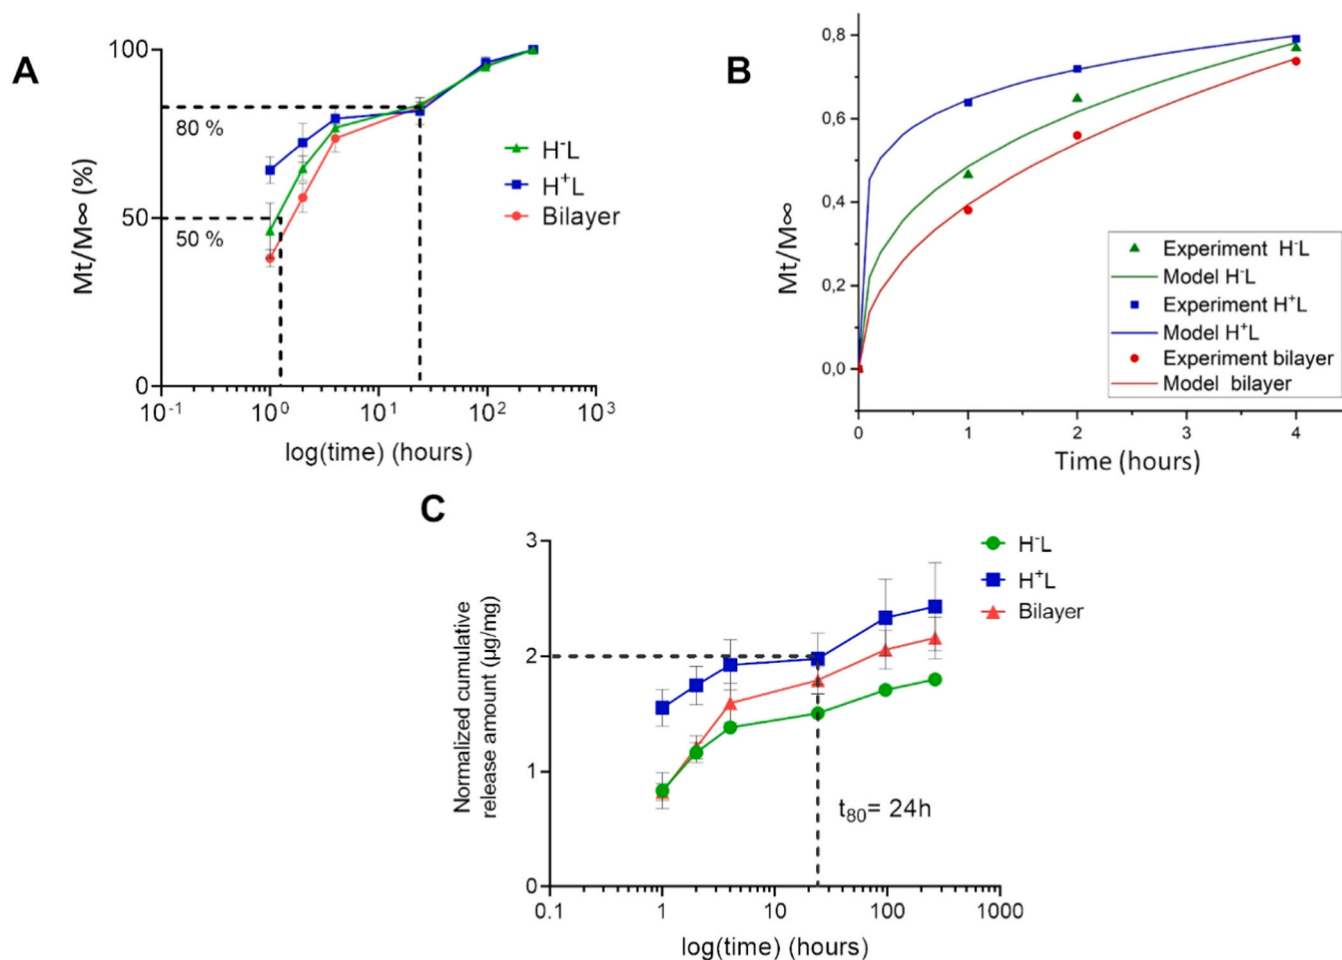 A
100
80 %
50
50 %
0
Mt/M∞ (%)
10⁻¹ 10⁰ 10¹ 10² 10³
log(time) (hours)
H⁻L
H⁺L
Bilayer
B
0,8
0,6
0,4
0,2
0,0
Mt/M∞
0 1 2 3 4
Time (hours)
Experiment H⁻L
Model H⁻L
Experiment H⁺L
Model H⁺L
Experiment bilayer
Model bilayer
C
3
2
1
0
Normalized cumulative
release amount (µg/mg)
0.1 1 10 100 1000
log(time) (hours)
t₈₀= 24h
H⁻L
H⁺L
Bilayer